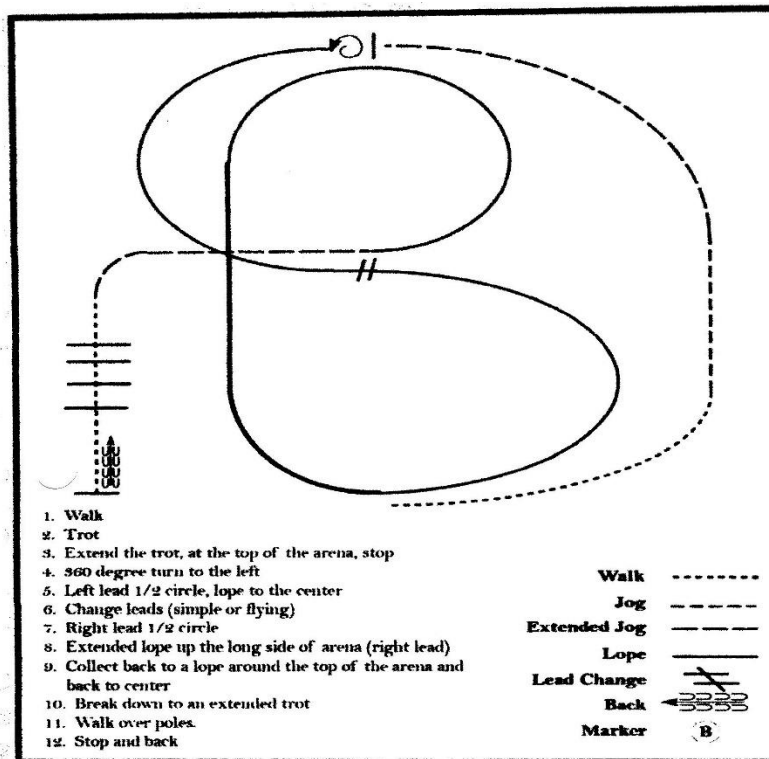 1. Walk
2. Trot
3. Extend the trot, at the top of the arena, stop
4. 360 degree turn to the left
5. Left lead 1/2 circle, lope to the center
6. Change leads (simple or flying)
7. Right lead 1/2 circle
8. Extended lope up the long side of arena (right lead)
9. Collect back to a lope around the top of the arena and
back to center
10. Break down to an extended trot
11. Walk over poles.
12. Stop and back
Walk
Jog
Extended Jog
Lope
Lead Change
Back
Marker B